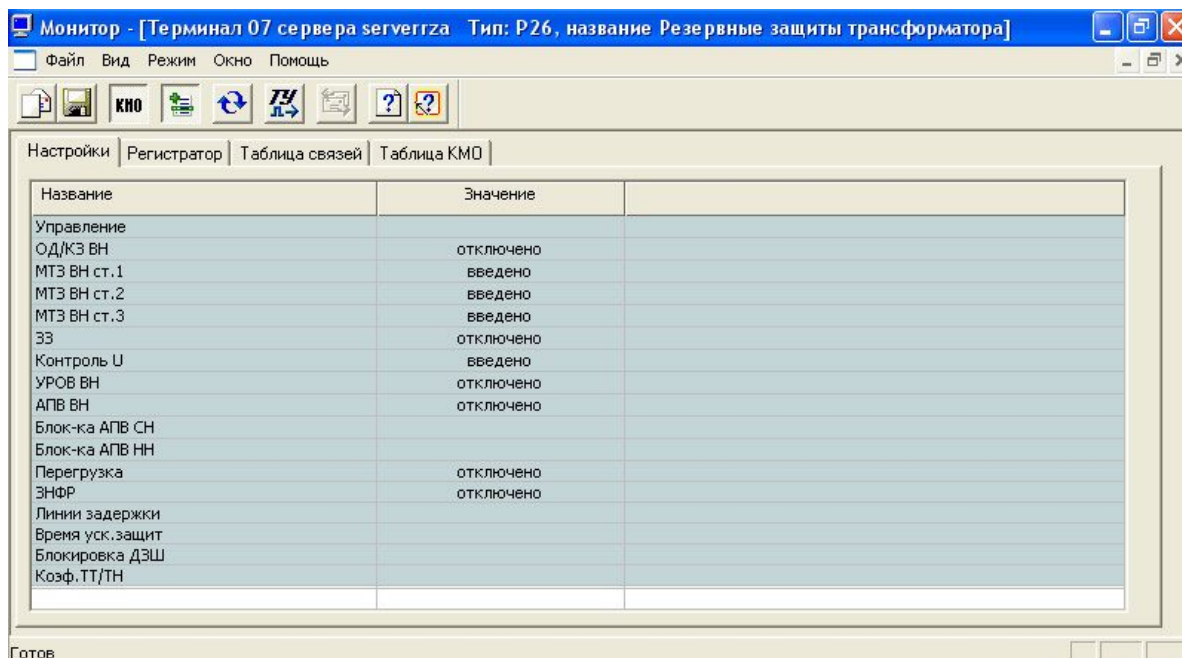 Монитор - [Терминал 07 сервера serverrza Тип: Р26, название Резервные защиты трансформатора]
Файл Вид Режим Окно Помощь
КМО ТУ
Настройки Регистратор Таблица связей Таблица КМО
Название Значение
Управление
ОД/КЗ ВН отключено
МТЗ ВН ст.1 введено
МТЗ ВН ст.2 введено
МТЗ ВН ст.3 введено
ЗЗ отключено
Контроль U введено
УРОВ ВН отключено
АПВ ВН отключено
Блок-ка АПВ СН
Блок-ка АПВ НН
Перегрузка отключено
ЗНФР отключено
Линии задержки
Время уск.защит
Блокировка ДЗШ
Коэф.ТТ/ТН
Готов